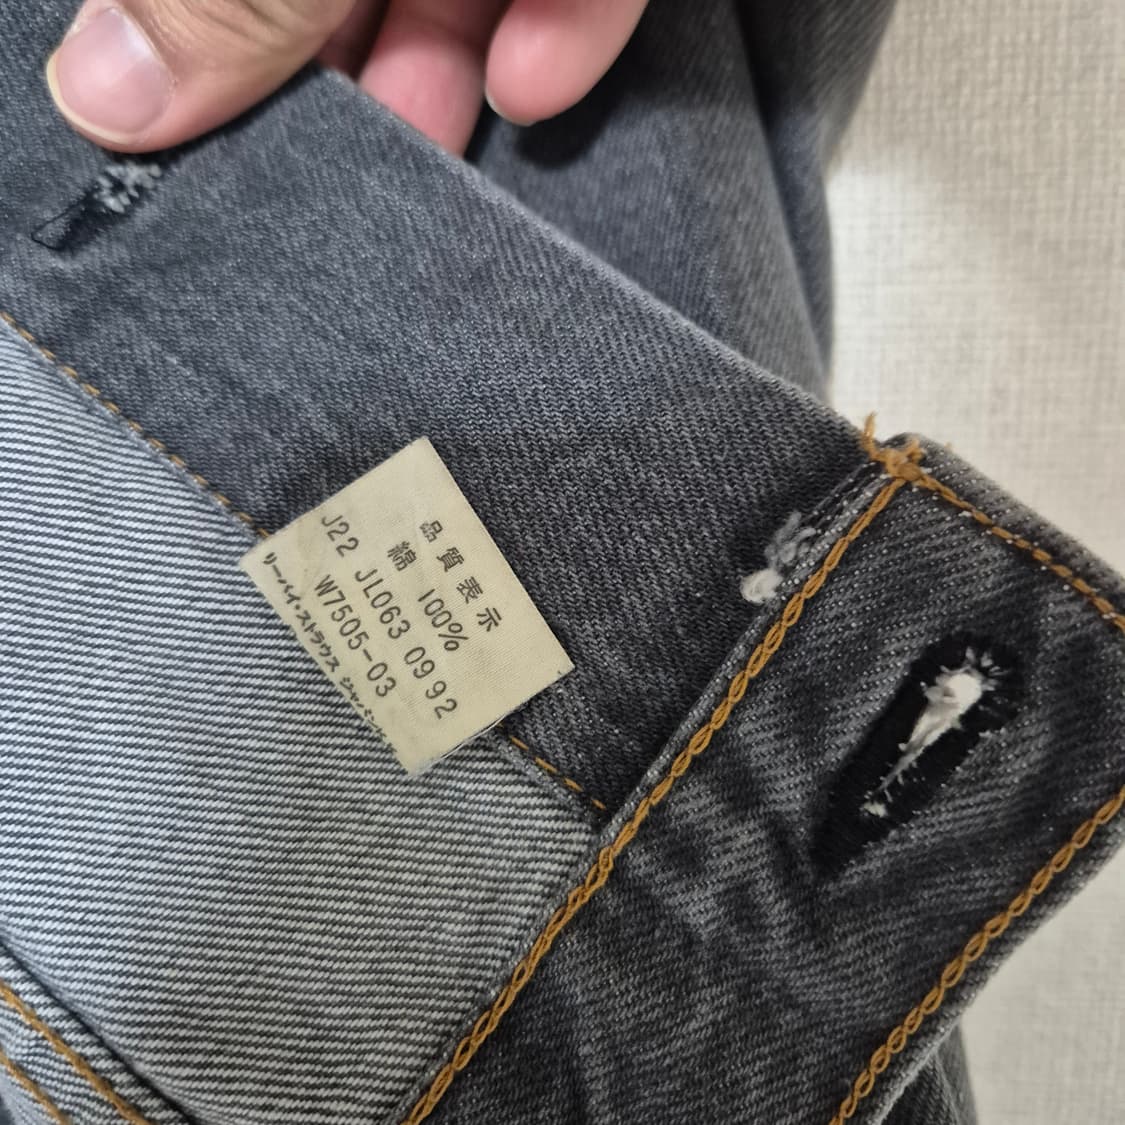 品質表示
綿 100%
J22 JL063 0992
W7505-03
リーバイ・ストラウス ジャパン